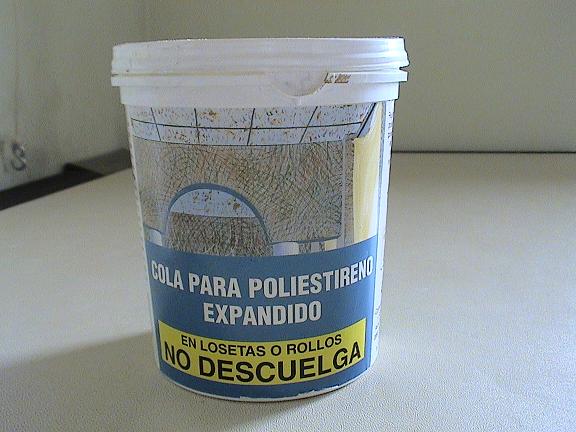 COLA PARA POLIESTIRENO
EXPANDIDO
EN LOSETAS O ROLLOS
NO DESCUELGA